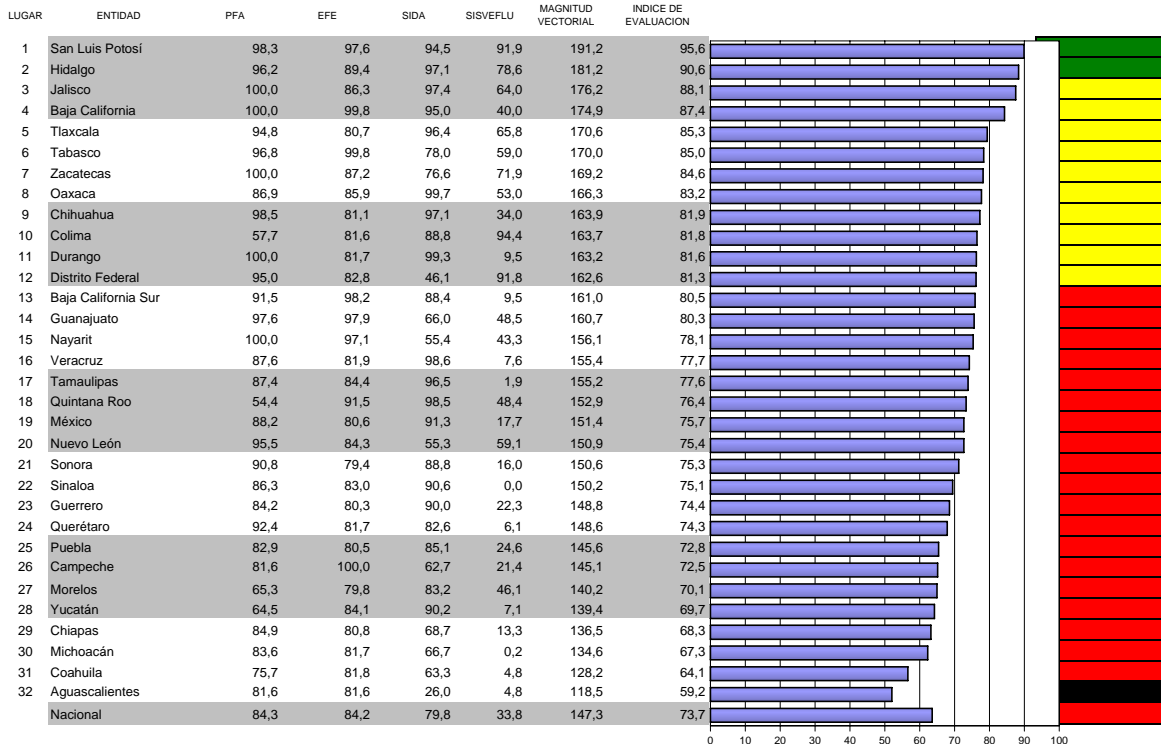 LUGAR ENTIDAD PFA EFE SIDA SISVEFLU MAGNITUD VECTORIAL INDICE DE EVALUACION
1 San Luis Potosí 98,3 97,6 94,5 91,9 191,2 95,6
2 Hidalgo 96,2 89,4 97,1 78,6 181,2 90,6
3 Jalisco 100,0 86,3 97,4 64,0 176,2 88,1
4 Baja California 100,0 99,8 95,0 40,0 174,9 87,4
5 Tlaxcala 94,8 80,7 96,4 65,8 170,6 85,3
6 Tabasco 96,8 99,8 78,0 59,0 170,0 85,0
7 Zacatecas 100,0 87,2 76,6 71,9 169,2 84,6
8 Oaxaca 86,9 85,9 99,7 53,0 166,3 83,2
9 Chihuahua 98,5 81,1 97,1 34,0 163,9 81,9
10 Colima 57,7 81,6 88,8 94,4 163,7 81,8
11 Durango 100,0 81,7 99,3 9,5 163,2 81,6
12 Distrito Federal 95,0 82,8 46,1 91,8 162,6 81,3
13 Baja California Sur 91,5 98,2 88,4 9,5 161,0 80,5
14 Guanajuato 97,6 97,9 66,0 48,5 160,7 80,3
15 Nayarit 100,0 97,1 55,4 43,3 156,1 78,1
16 Veracruz 87,6 81,9 98,6 7,6 155,4 77,7
17 Tamaulipas 87,4 84,4 96,5 1,9 155,2 77,6
18 Quintana Roo 54,4 91,5 98,5 48,4 152,9 76,4
19 México 88,2 80,6 91,3 17,7 151,4 75,7
20 Nuevo León 95,5 84,3 55,3 59,1 150,9 75,4
21 Sonora 90,8 79,4 88,8 16,0 150,6 75,3
22 Sinaloa 86,3 83,0 90,6 0,0 150,2 75,1
23 Guerrero 84,2 80,3 90,0 22,3 148,8 74,4
24 Querétaro 92,4 81,7 82,6 6,1 148,6 74,3
25 Puebla 82,9 80,5 85,1 24,6 145,6 72,8
26 Campeche 81,6 100,0 62,7 21,4 145,1 72,5
27 Morelos 65,3 79,8 83,2 46,1 140,2 70,1
28 Yucatán 64,5 84,1 90,2 7,1 139,4 69,7
29 Chiapas 84,9 80,8 68,7 13,3 136,5 68,3
30 Michoacán 83,6 81,7 66,7 0,2 134,6 67,3
31 Coahuila 75,7 81,8 63,3 4,8 128,2 64,1
32 Aguascalientes 81,6 81,6 26,0 4,8 118,5 59,2
Nacional 84,3 84,2 79,8 33,8 147,3 73,7
0 10 20 30 40 50 60 70 80 90 100